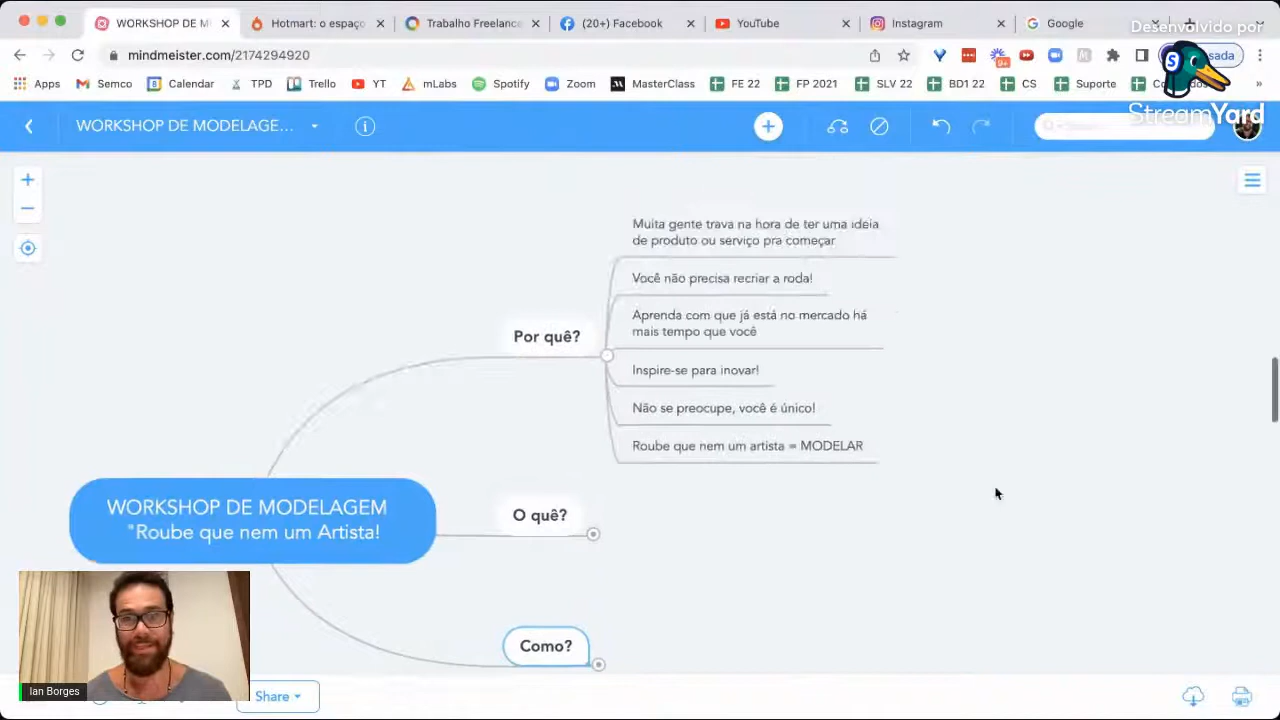 WORKSHOP DE M
Hotmart: o espaço
Trabalho Freelance
(20+) Facebook
YouTube
Instagram
Google
Desenvolvido por
StreamYard
mindmeister.com/2174294920
Apps
Semco
Calendar
TPD
Trello
YT
mLabs
Spotify
Zoom
MasterClass
FE 22
FP 2021
SLV 22
BD1 22
CS
Suporte
WORKSHOP DE MODELAGE...
Muita gente trava na hora de ter uma ideia
de produto ou serviço pra começar
Você não precisa recriar a roda!
Aprenda com que já está no mercado há
mais tempo que você
Por quê?
Inspire-se para inovar!
Não se preocupe, você é único!
Roube que nem um artista = MODELAR
WORKSHOP DE MODELAGEM
"Roube que nem um Artista!
O quê?
Como?
Ian Borges
Share